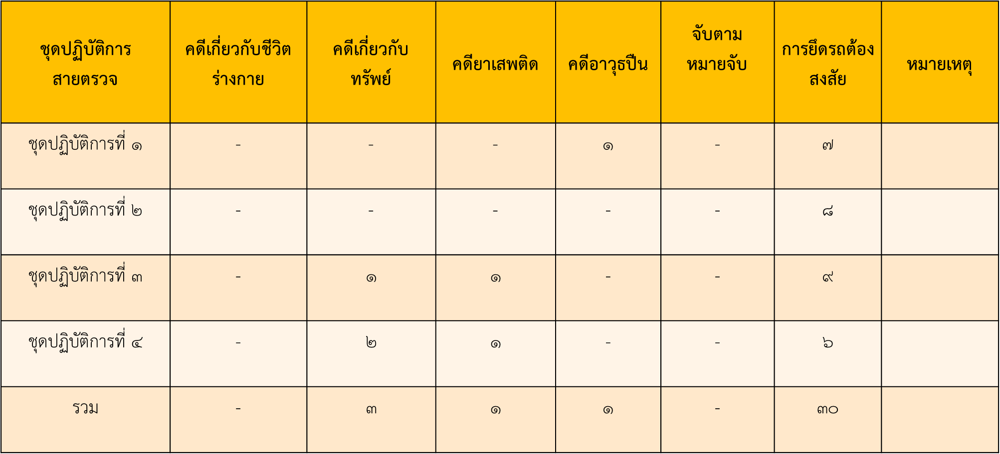 ชุดปฏิบัติการ
สายตรวจ
คดีเกี่ยวกับชีวิต
ร่างกาย
คดีเกี่ยวกับ
ทรัพย์
คดียาเสพติด
คดีอาวุธปืน
จับตาม
หมายจับ
การยึดรถต้อง
สงสัย
หมายเหตุ
ชุดปฏิบัติการที่ ๑ - - - ๑ - ๗
ชุดปฏิบัติการที่ ๒ - - - - - ๘
ชุดปฏิบัติการที่ ๓ - ๑ ๑ - - ๙
ชุดปฏิบัติการที่ ๔ - ๒ ๑ - - ๖
รวม - ๓ ๑ ๑ - ๓๐